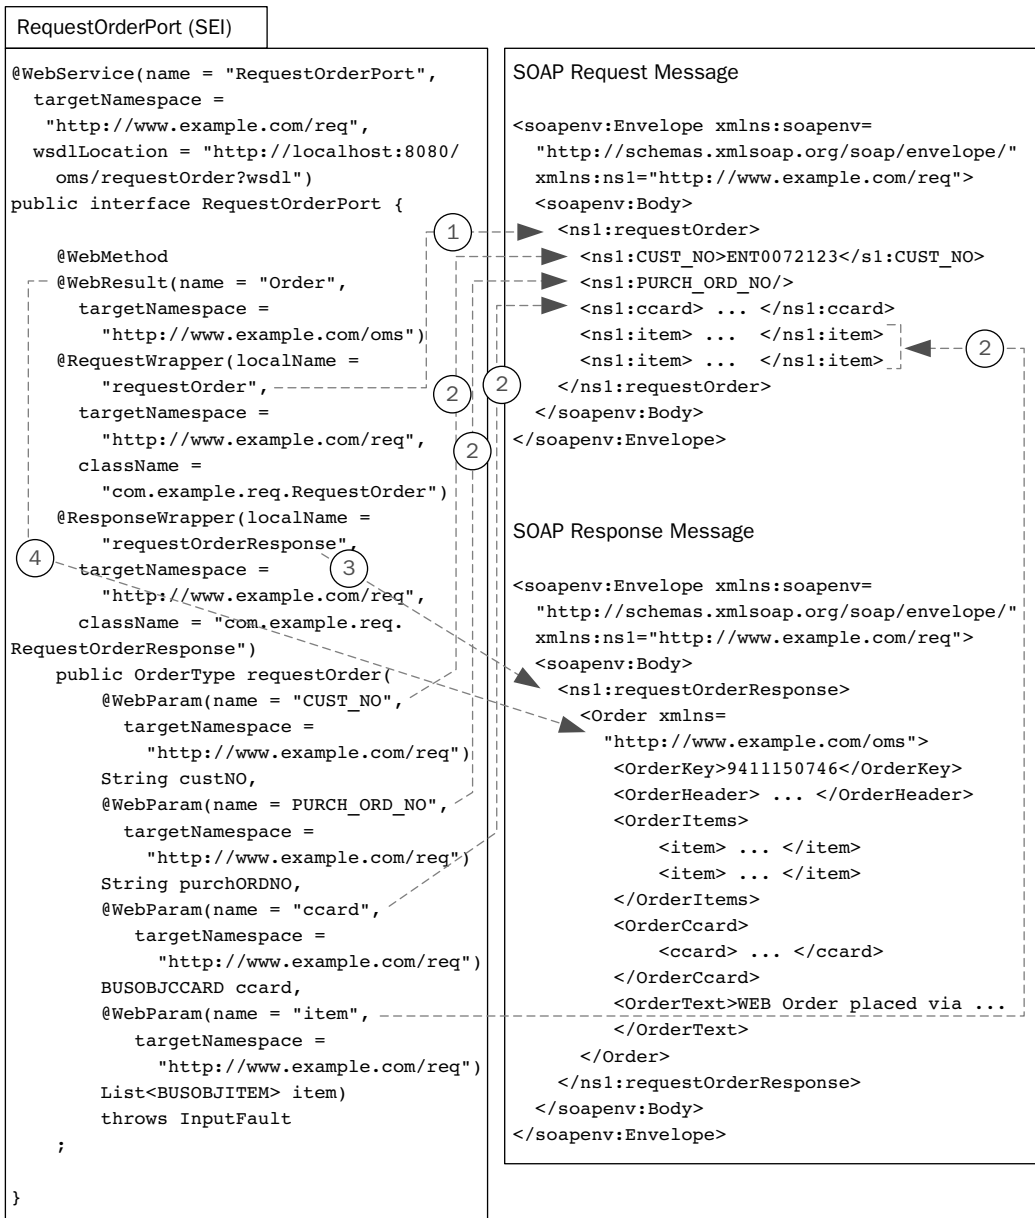 RequestOrderPort (SEI)
@WebService(name = "RequestOrderPort",
targetNamespace =
"http://www.example.com/req",
wsdlLocation = "http://localhost:8080/
oms/requestOrder?wsdl")
public interface RequestOrderPort {
@WebMethod
@WebResult(name = "Order",
targetNamespace =
"http://www.example.com/oms")
@RequestWrapper(localName =
"requestOrder",
targetNamespace =
"http://www.example.com/req",
className =
"com.example.req.RequestOrder")
@ResponseWrapper(localName =
"requestOrderResponse",
targetNamespace =
"http://www.example.com/req",
className = "com.example.req.
RequestOrderResponse")
public OrderType requestOrder(
@WebParam(name = "CUST_NO",
targetNamespace =
"http://www.example.com/req")
String custNO,
@WebParam(name = PURCH_ORD_NO",
targetNamespace =
"http://www.example.com/req")
String purchORDNO,
@WebParam(name = "ccard",
targetNamespace =
"http://www.example.com/req")
BUSOBJCCARD ccard,
@WebParam(name = "item",
targetNamespace =
"http://www.example.com/req")
List<BUSOBJITEM> item)
throws InputFault
;
}
1
2
2
2
4
3
SOAP Request Message
<soapenv:Envelope xmlns:soapenv=
"http://schemas.xmlsoap.org/soap/envelope/"
xmlns:ns1="http://www.example.com/req">
<soapenv:Body>
<ns1:requestOrder>
<ns1:CUST_NO>ENT0072123</s1:CUST_NO>
<ns1:PURCH_ORD_NO/>
<ns1:ccard> ... </ns1:ccard>
<ns1:item> ... </ns1:item>
<ns1:item> ... </ns1:item>
</ns1:requestOrder>
</soapenv:Body>
</soapenv:Envelope>
2
SOAP Response Message
<soapenv:Envelope xmlns:soapenv=
"http://schemas.xmlsoap.org/soap/envelope/"
xmlns:ns1="http://www.example.com/req">
<soapenv:Body>
<ns1:requestOrderResponse>
<Order xmlns=
"http://www.example.com/oms">
<OrderKey>9411150746</OrderKey>
<OrderHeader> ... </OrderHeader>
<OrderItems>
<item> ... </item>
<item> ... </item>
</OrderItems>
<OrderCcard>
<ccard> ... </ccard>
</OrderCcard>
<OrderText>WEB Order placed via ...
</OrderText>
</Order>
</ns1:requestOrderResponse>
</soapenv:Body>
</soapenv:Envelope>